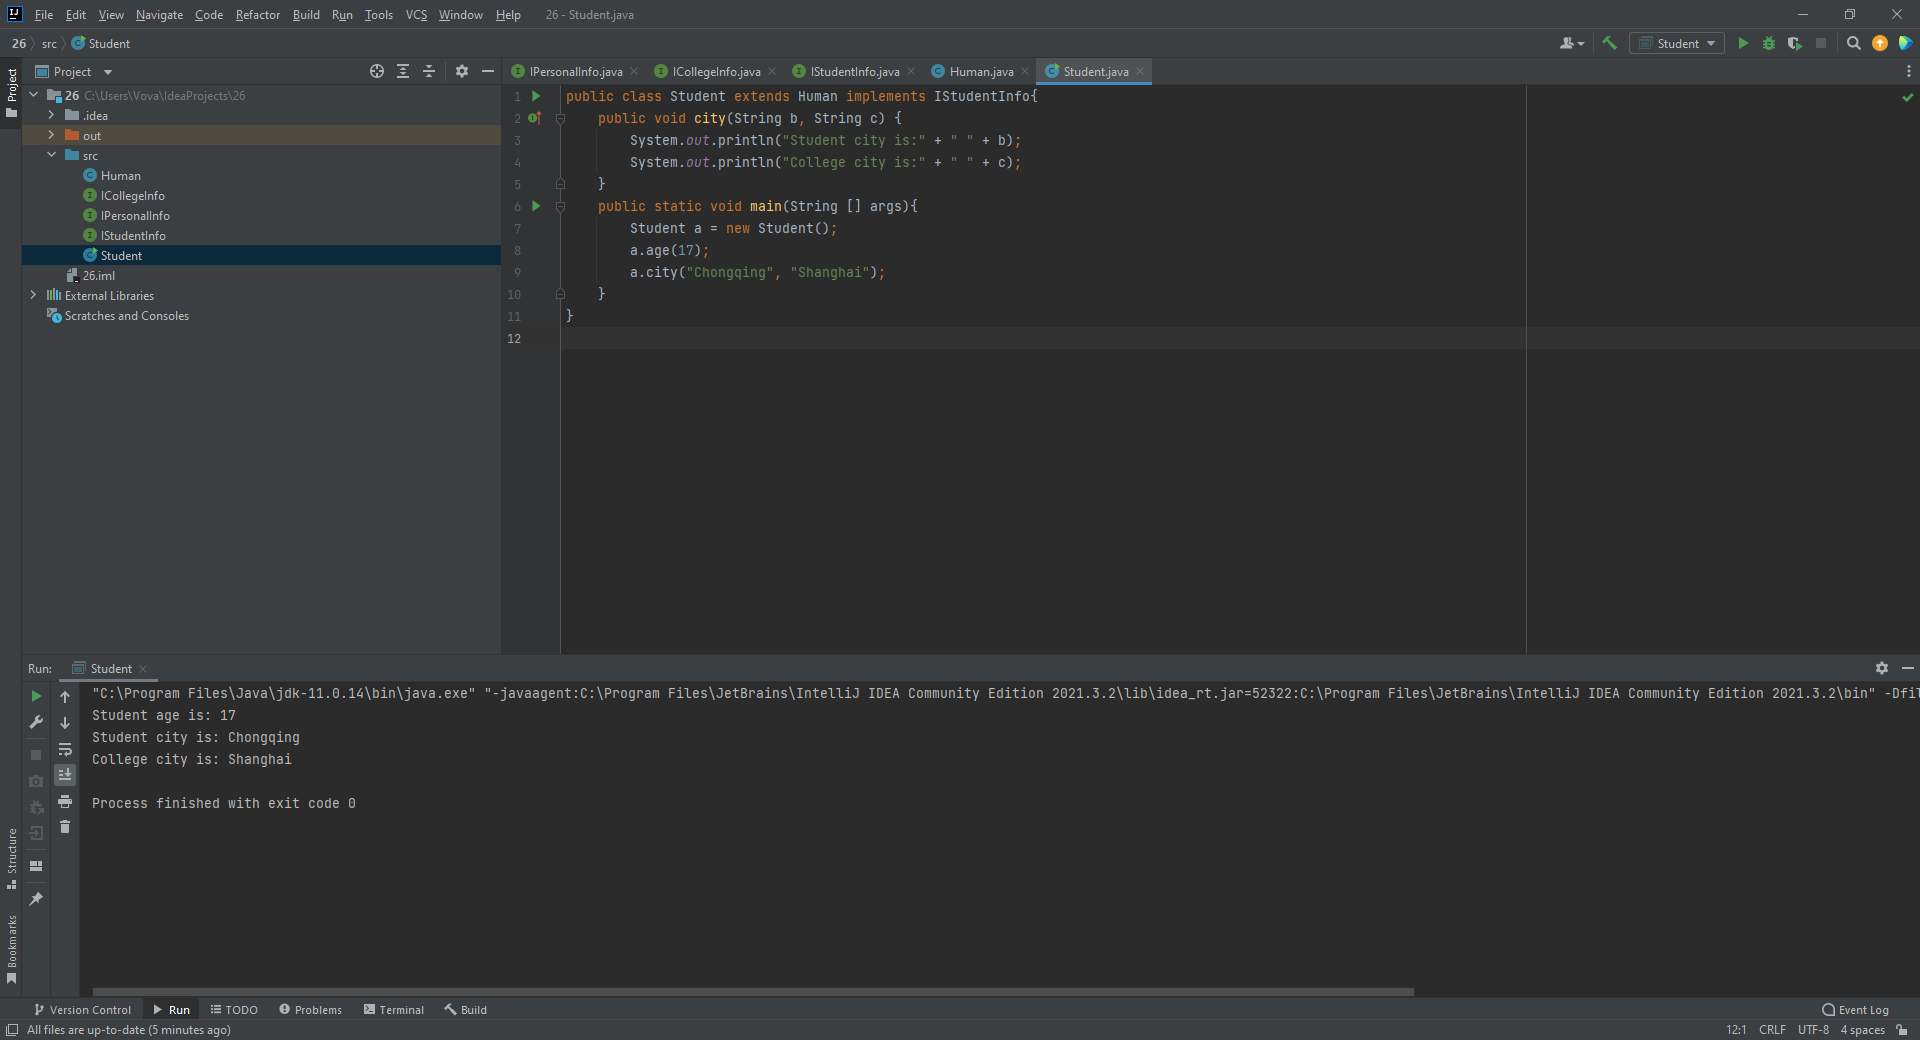 File Edit View Navigate Code Refactor Build Run Tools VCS Window Help 26 - Student.java
26 src Student
Student
Project
Project
IPersonalInfo.java ICollegeInfo.java IStudentInfo.java Human.java Student.java
26 C:\Users\Vova\IdeaProjects\26
.idea
out
src
Human
ICollegeInfo
IPersonalInfo
IStudentInfo
Student
26.iml
External Libraries
Scratches and Consoles
1 public class Student extends Human implements IStudentInfo{
2 public void city(String b, String c) {
3 System.out.println("Student city is:" + " " + b);
4 System.out.println("College city is:" + " " + c);
5 }
6 public static void main(String [] args){
7 Student a = new Student();
8 a.age(17);
9 a.city("Chongqing", "Shanghai");
10 }
11 }
12
Run: Student
"C:\Program Files\Java\jdk-11.0.14\bin\java.exe" "-javaagent:C:\Program Files\JetBrains\IntelliJ IDEA Community Edition 2021.3.2\lib\idea_rt.jar=52322:C:\Program Files\JetBrains\IntelliJ IDEA Community Edition 2021.3.2\bin" -Dfil
Student age is: 17
Student city is: Chongqing
College city is: Shanghai
Process finished with exit code 0
Structure
Bookmarks
Version Control Run TODO Problems Terminal Build Event Log
All files are up-to-date (5 minutes ago) 12:1 CRLF UTF-8 4 spaces